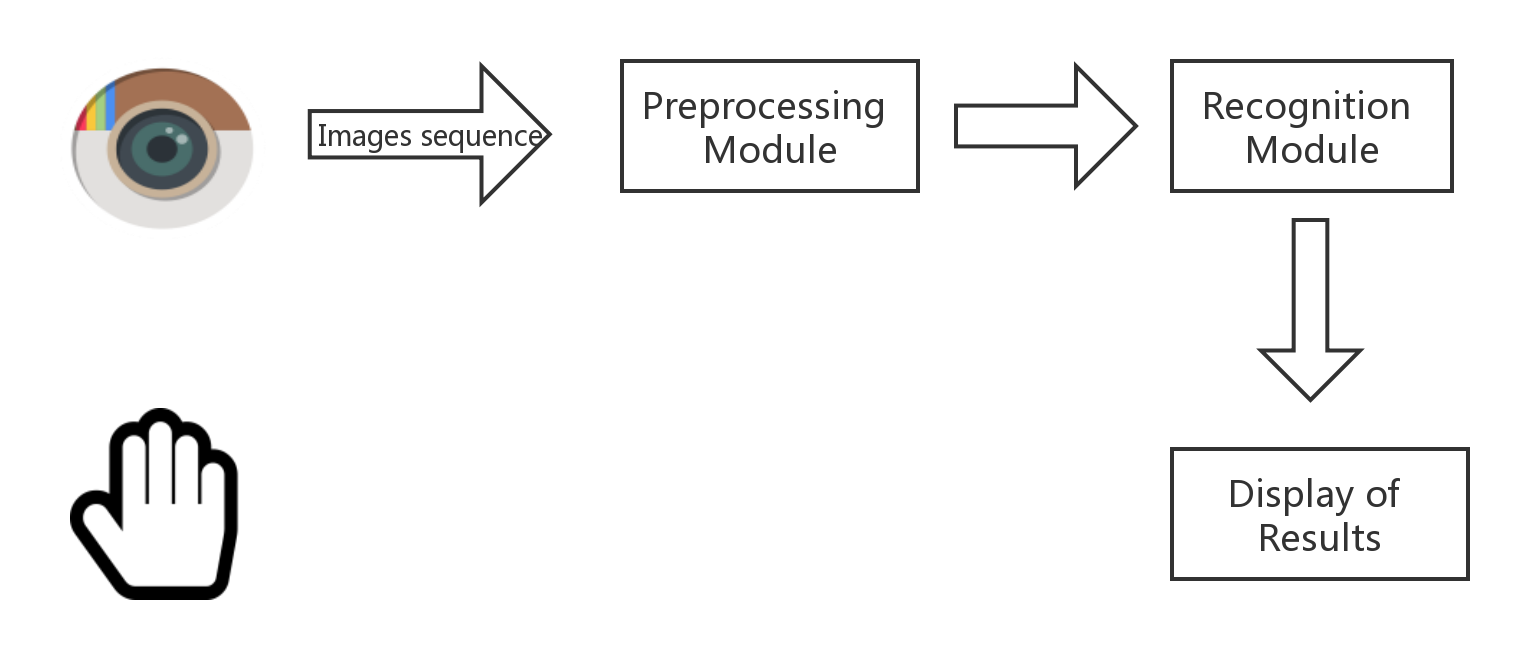 Images sequence
Preprocessing
Module
Recognition
Module
Display of
Results